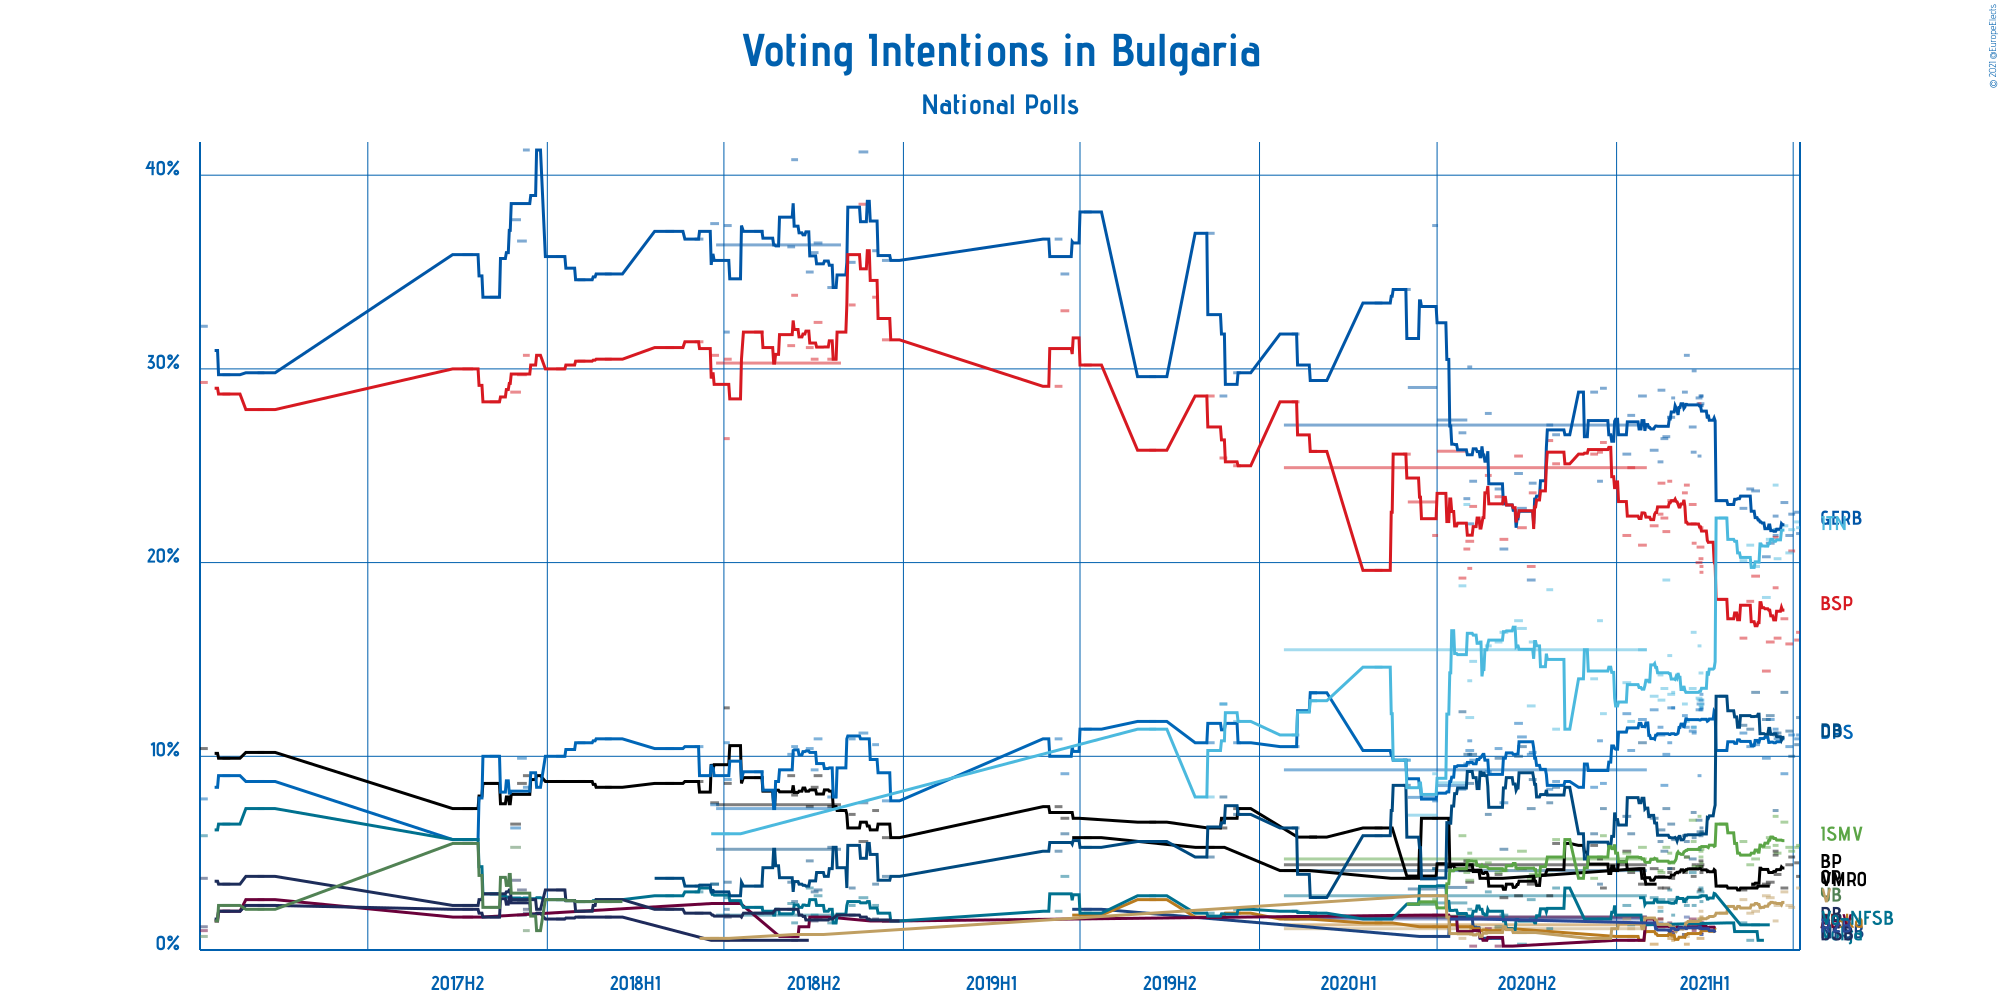 Voting Intentions in Bulgaria
National Polls
© 2021 @EuropeElects
40%
30%
20%
10%
0%
GERB
ITN
BSP
DPS
ISMV
BP
VMRO
VB
NFSB
2017H2
2018H1
2018H2
2019H1
2019H2
2020H1
2020H2
2021H1